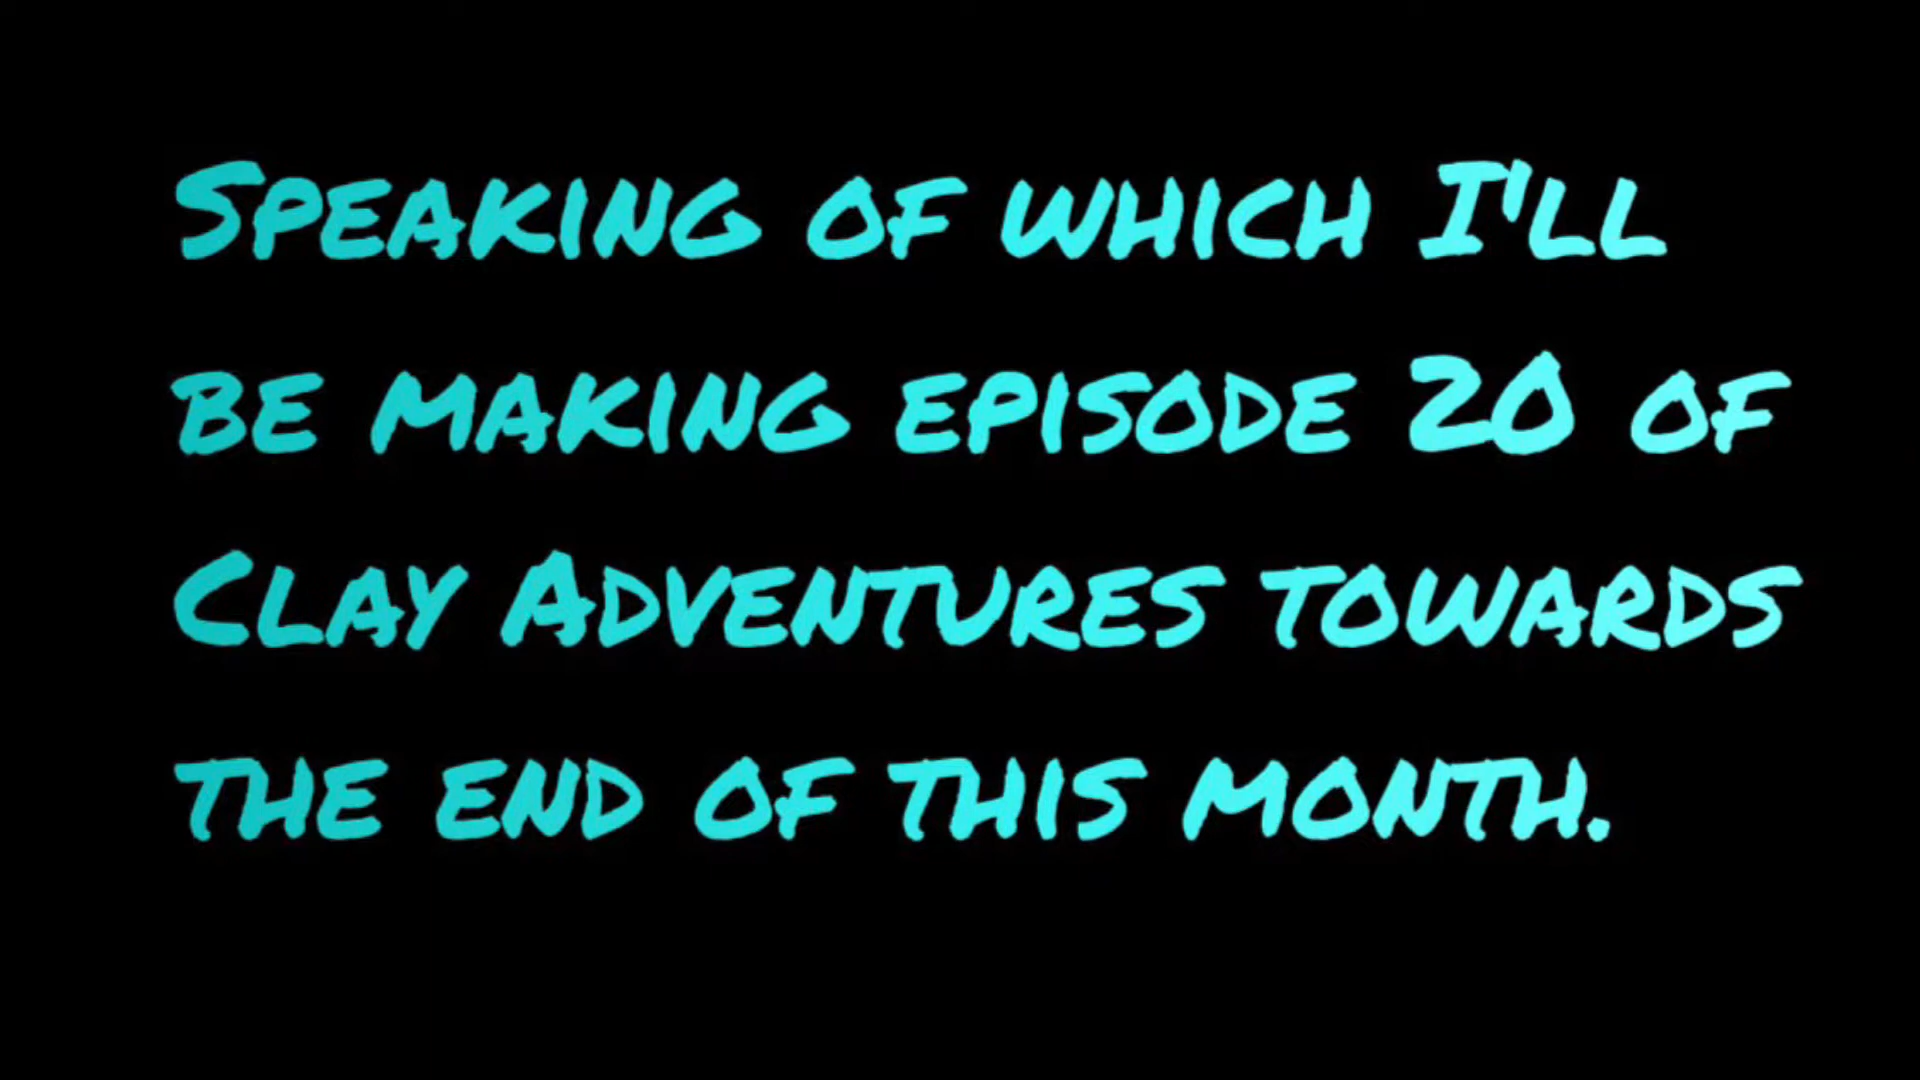 Speaking of which I'll
be making episode 20 of
Clay Adventures towards
the end of this month.